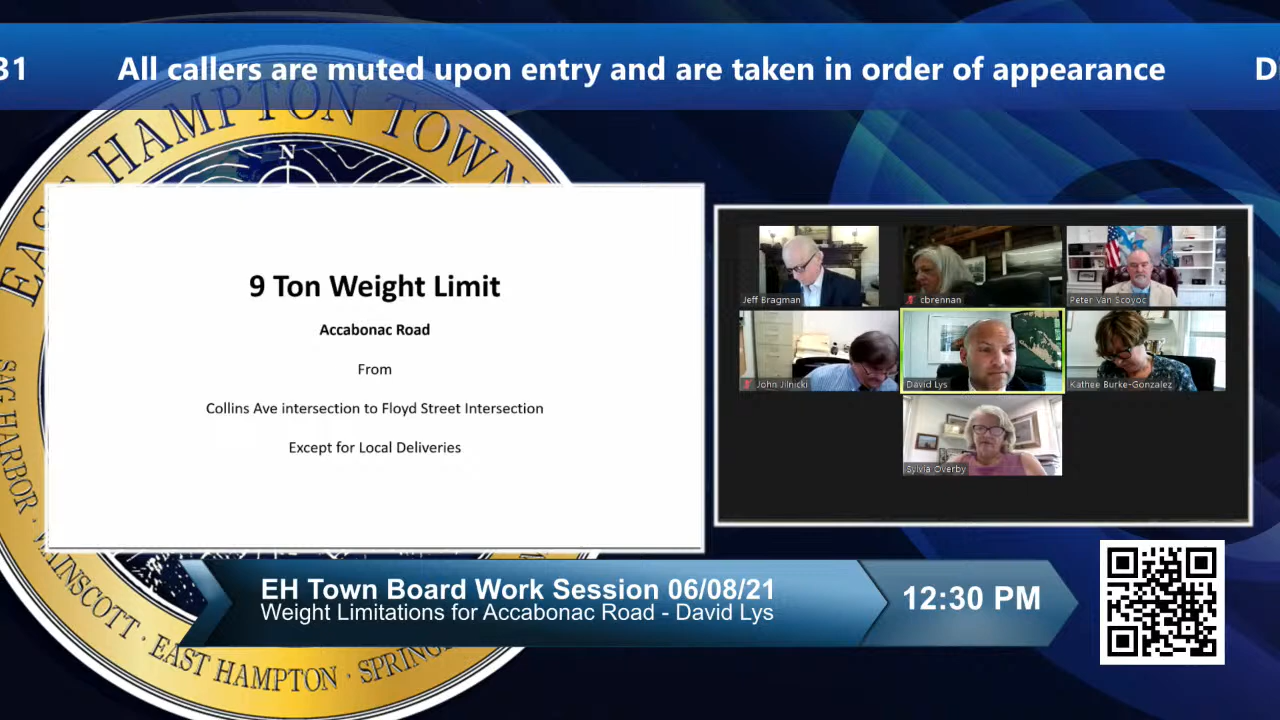 31 All callers are muted upon entry and are taken in order of appearance D
EAST HAMPTON TOWN
N
9 Ton Weight Limit
Accabonac Road
From
Collins Ave intersection to Floyd Street Intersection
Except for Local Deliveries
Jeff Bragman
cbrennan
Peter Van Scoyoc
John Jilnicki
David Lys
Kathee Burke-Gonzalez
Sylvia Overby
SAG HARBOR · WAINSCOTT · EAST HAMPTON · SPRING
EH Town Board Work Session 06/08/21
Weight Limitations for Accabonac Road - David Lys
12:30 PM